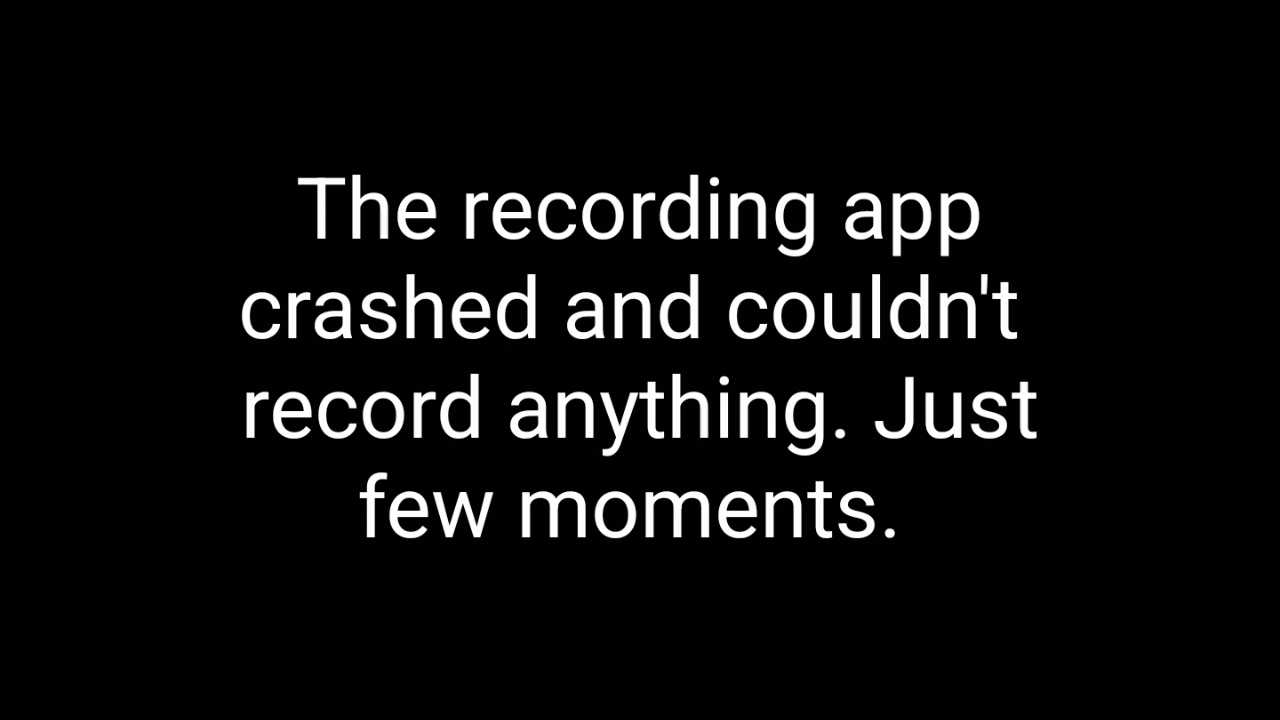 The recording app
crashed and couldn't
record anything. Just
few moments.